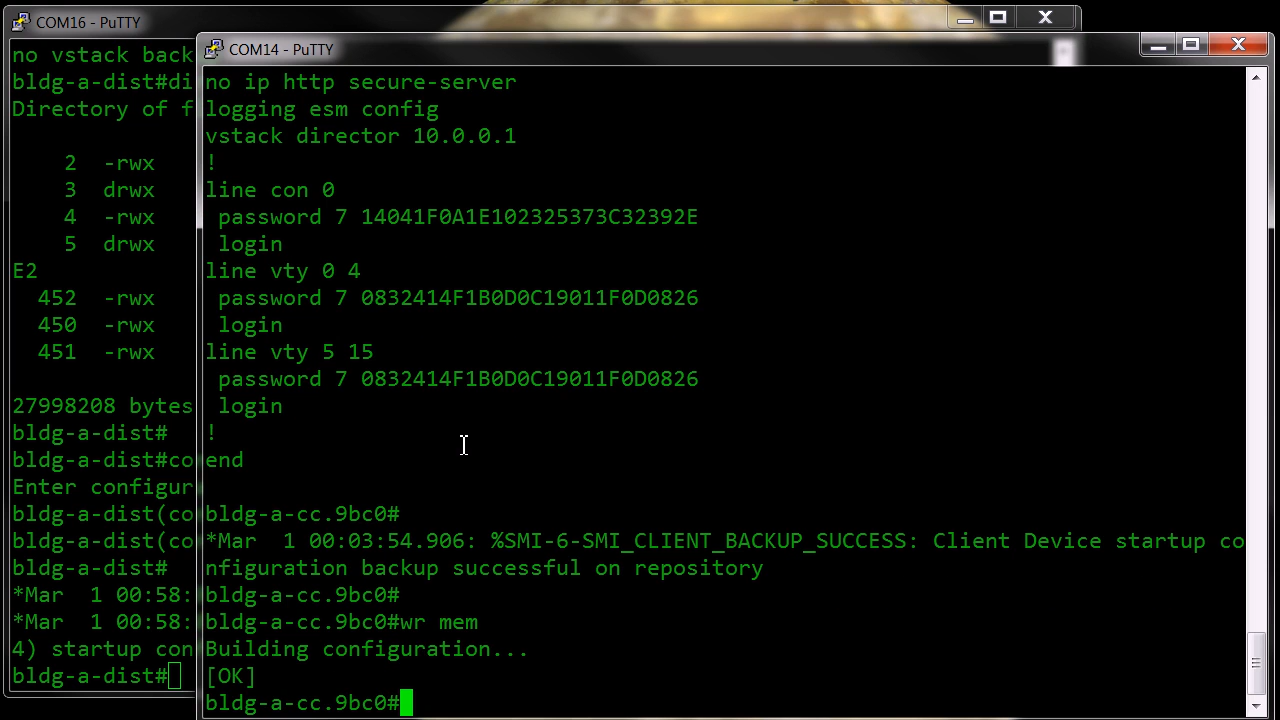 COM16 - PuTTY
no vstack back
bldg-a-dist#di
Directory of f
2 -rwx
3 drwx
4 -rwx
5 drwx
E2
452 -rwx
450 -rwx
451 -rwx
27998208 bytes
bldg-a-dist#
bldg-a-dist#co
Enter configur
bldg-a-dist(co
bldg-a-dist(co
bldg-a-dist#
*Mar 1 00:58:
*Mar 1 00:58:
4) startup con
bldg-a-dist#
COM14 - PuTTY
no ip http secure-server
logging esm config
vstack director 10.0.0.1
!
line con 0
password 7 14041F0A1E102325373C32392E
login
line vty 0 4
password 7 0832414F1B0D0C19011F0D0826
login
line vty 5 15
password 7 0832414F1B0D0C19011F0D0826
login
!
end
bldg-a-cc.9bc0#
*Mar 1 00:03:54.906: %SMI-6-SMI_CLIENT_BACKUP_SUCCESS: Client Device startup co
nfiguration backup successful on repository
bldg-a-cc.9bc0#
bldg-a-cc.9bc0#wr mem
Building configuration...
[OK]
bldg-a-cc.9bc0#